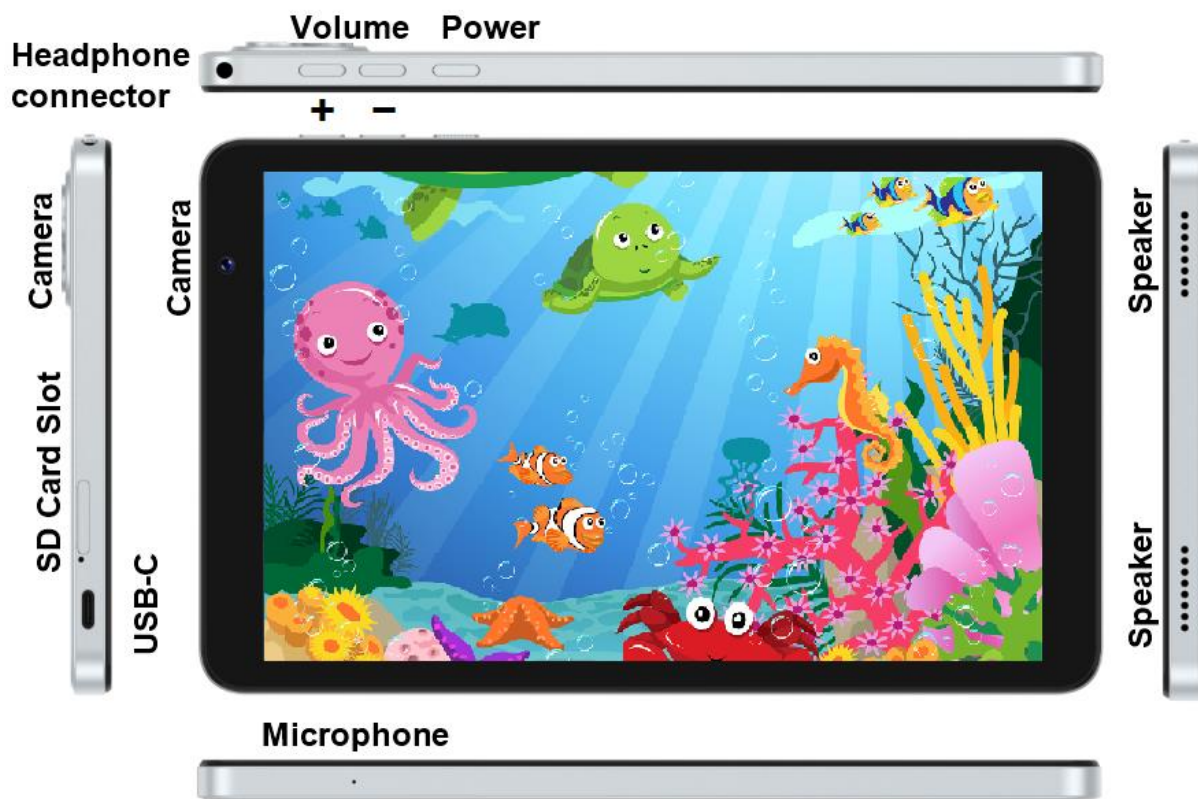 Volume Power
Headphone
connector
+ −
Camera
Camera
Speaker
SD Card Slot
USB-C
Speaker
Microphone